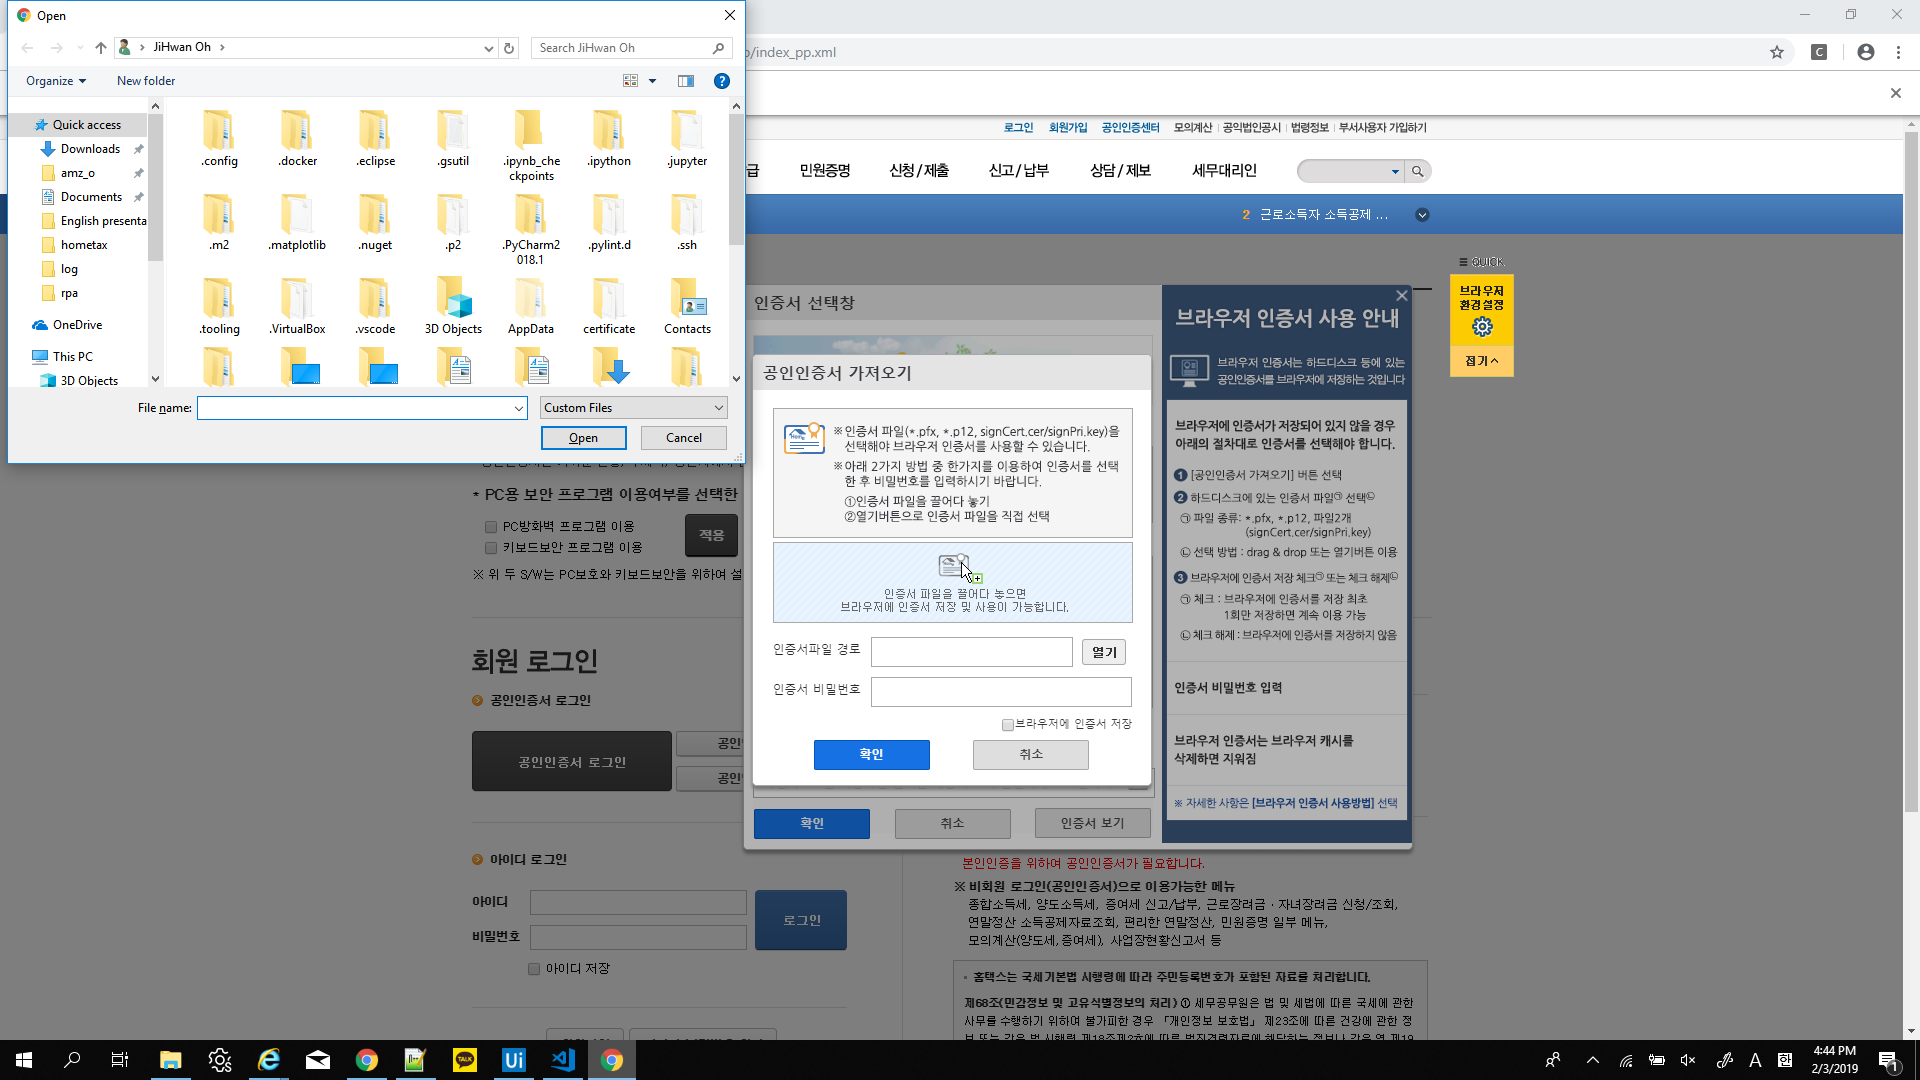 Open
JiHwan Oh
Search JiHwan Oh
Organize
New folder
Quick access
Downloads
amz_o
Documents
English presenta
hometax
log
rpa
OneDrive
This PC
3D Objects
.config
.docker
.eclipse
.gsutil
.ipynb_che
ckpoints
.ipython
.jupyter
.m2
.matplotlib
.nuget
.p2
.PyCharm2
018.1
.pylint.d
.ssh
.tooling
.VirtualBox
.vscode
3D Objects
AppData
certificate
Contacts
File name:
Custom Files
Open
Cancel
/index_pp.xml
로그인 회원가입 공인인증센터 모의계산 공익법인공시 법령정보 부서사용자 가입하기
급 민원증명 신청/제출 신고/납부 상담/제보 세무대리인
2 근로소득자 소득공제 ...
QUICK
브라우저
환경설정
접기
인증서 선택창
공인인증서 가져오기
※인증서 파일(*.pfx, *.p12, signCert.cer/signPri.key)을
선택해야 브라우저 인증서를 사용할 수 있습니다.
※아래 2가지 방법 중 한가지를 이용하여 인증서를 선택
한 후 비밀번호를 입력하시기 바랍니다.
①인증서 파일을 끌어다 놓기
②열기버튼으로 인증서 파일을 직접 선택
인증서 파일을 끌어다 놓으면
브라우저에 인증서 저장 및 사용이 가능합니다.
인증서파일 경로
열기
인증서 비밀번호
브라우저에 인증서 저장
확인
취소
확인
취소
인증서 보기
브라우저 인증서 사용 안내
브라우저 인증서는 하드디스크 등에 있는
공인인증서를 브라우저에 저장하는 것입니다
브라우저에 인증서가 저장되어 있지 않을 경우
아래의 절차대로 인증서를 선택해야 합니다.
❶ [공인인증서 가져오기] 버튼 선택
❷ 하드디스크에 있는 인증서 파일㉠ 선택㉡
㉠ 파일 종류: *.pfx, *.p12, 파일2개
(signCert.cer/signPri.key)
㉡ 선택 방법 : drag & drop 또는 열기버튼 이용
❸ 브라우저에 인증서 저장 체크㉠ 또는 체크 해제㉡
㉠ 체크 : 브라우저에 인증서를 저장 최초
1회만 저장하면 계속 이용 가능
㉡ 체크 해제 : 브라우저에 인증서를 저장하지 않음
인증서 비밀번호 입력
브라우저 인증서는 브라우저 캐시를
삭제하면 지워짐
※ 자세한 사항은 [브라우저 인증서 사용방법] 선택
* PC용 보안 프로그램 이용여부를 선택한
PC방화벽 프로그램 이용
키보드보안 프로그램 이용
적용
※ 위 두 S/W는 PC보호와 키보드보안을 위하여 설
회원 로그인
공인인증서 로그인
공인인증서 로그인
공인
공인
아이디 로그인
아이디
비밀번호
로그인
아이디 저장
본인인증을 위하여 공인인증서가 필요합니다.
※ 비회원 로그인(공인인증서)으로 이용가능한 메뉴
종합소득세, 양도소득세, 증여세 신고/납부, 근로장려금·자녀장려금 신청/조회,
연말정산 소득공제자료조회, 편리한 연말정산, 민원증명 일부 메뉴,
모의계산(양도세,증여세), 사업장현황신고서 등
홈택스는 국세기본법 시행령에 따라 주민등록번호가 포함된 자료를 처리합니다.
제68조(민감정보 및 고유식별정보의 처리) ① 세무공무원은 법 및 세법에 따른 국세에 관한
사무를 수행하기 위하여 불가피한 경우 「개인정보 보호법」 제23조에 따른 건강에 관한 정
TALK
Ui
A
한
4:44 PM
2/3/2019
1